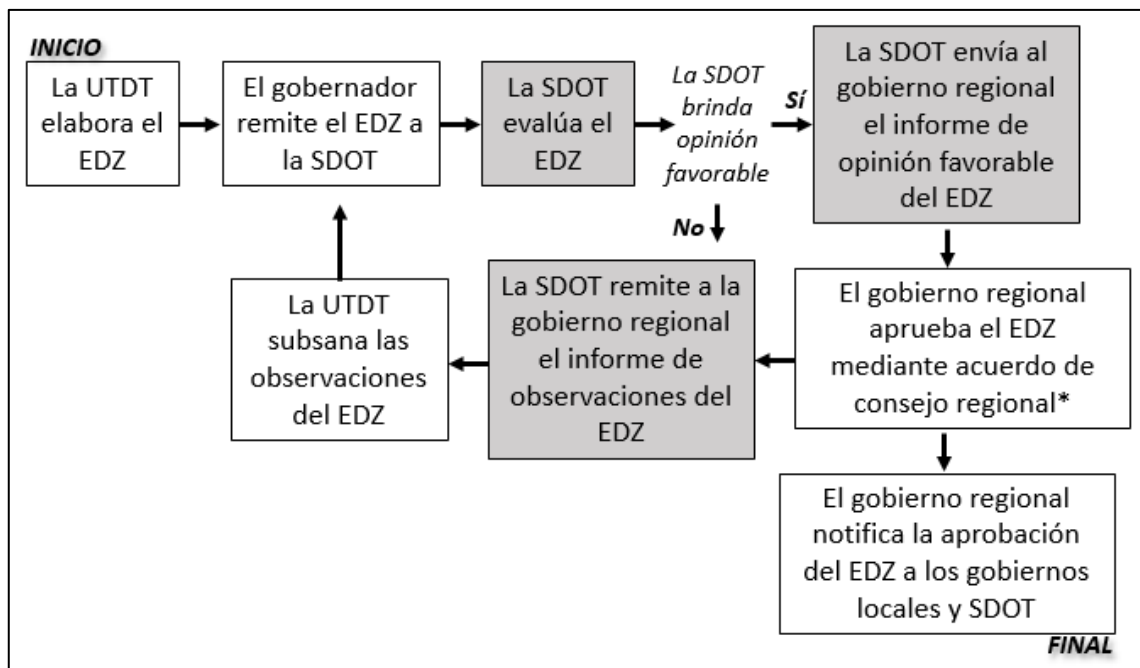 INICIO
La UTDT
elabora el
EDZ
El gobernador
remite el EDZ a
la SDOT
La SDOT
evalúa el
EDZ
La SDOT
brinda
opinión
favorable
Sí
No
La SDOT envía al
gobierno regional
el informe de
opinión favorable
del EDZ
La UTDT
subsana las
observaciones
del EDZ
La SDOT remite a la
gobierno regional
el informe de
observaciones del
EDZ
El gobierno regional
aprueba el EDZ
mediante acuerdo de
consejo regional*
El gobierno regional
notifica la aprobación
del EDZ a los gobiernos
locales y SDOT
FINAL